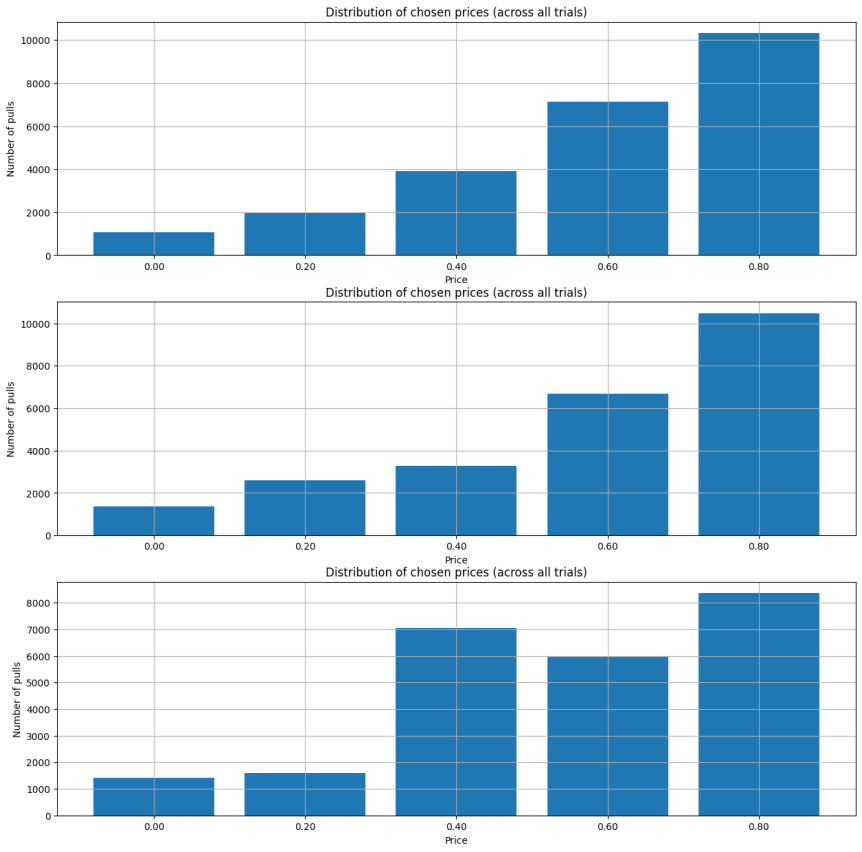 Distribution of chosen prices (across all trials)
10000
8000
6000
4000
2000
0
Number of pulls
0.00 0.20 0.40 0.60 0.80
Price
Distribution of chosen prices (across all trials)
10000
8000
6000
4000
2000
0
Number of pulls
0.00 0.20 0.40 0.60 0.80
Price
Distribution of chosen prices (across all trials)
8000
7000
6000
5000
4000
3000
2000
1000
0
Number of pulls
0.00 0.20 0.40 0.60 0.80
Price